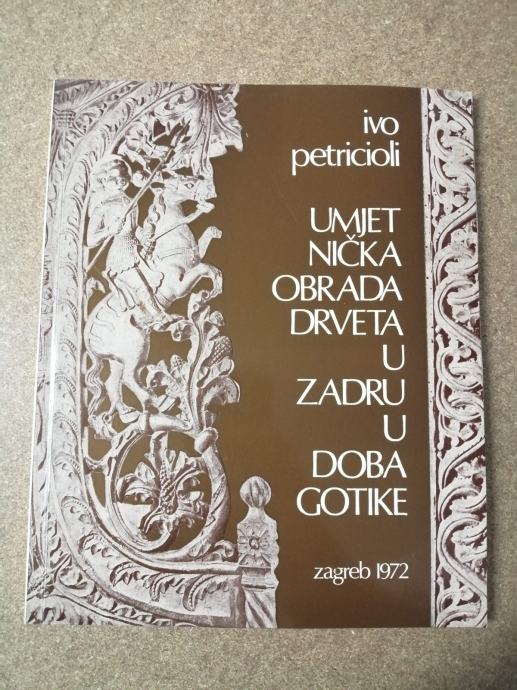 ivo
petricioli
UMJET
NIČKA
OBRADA
DRVETA
U
ZADRU
U
DOBA
GOTIKE
zagreb 1972